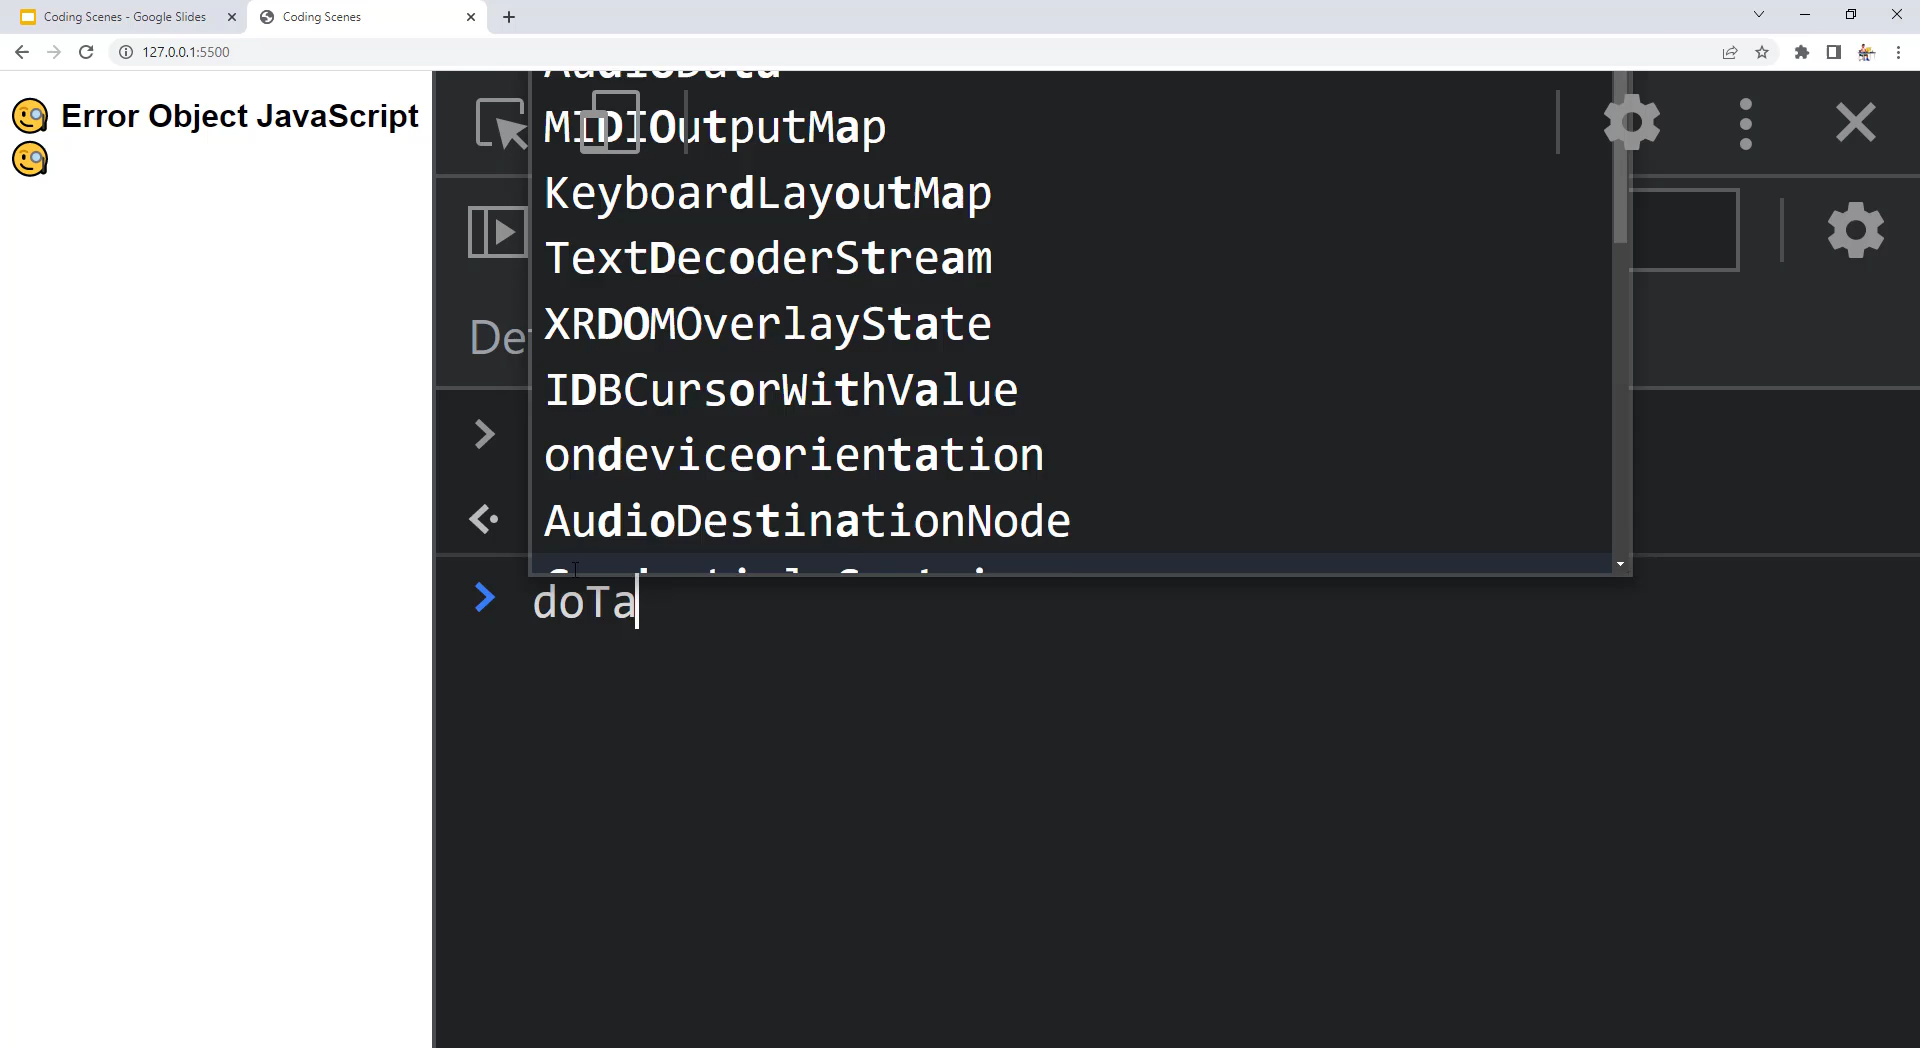 Coding Scenes - Google Slides
Coding Scenes
127.0.0.1:5500
Error Object JavaScript
AudioData
MIDIOutputMap
KeyboardLayoutMap
TextDecoderStream
XRDOMOverlayState
IDBCursorWithValue
ondeviceorientation
AudioDestinationNode
doTa